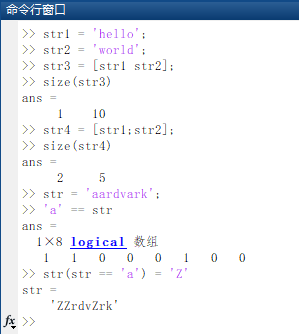 命令行窗口
>> str1 = 'hello';
>> str2 = 'world';
>> str3 = [str1 str2];
>> size(str3)
ans =
1 10
>> str4 = [str1;str2];
>> size(str4)
ans =
2 5
>> str = 'aardvark';
>> 'a' == str
ans =
1×8 logical 数组
1 1 0 0 0 1 0 0
>> str(str == 'a') = 'Z'
str =
'ZZrdvZrk'
fx >>